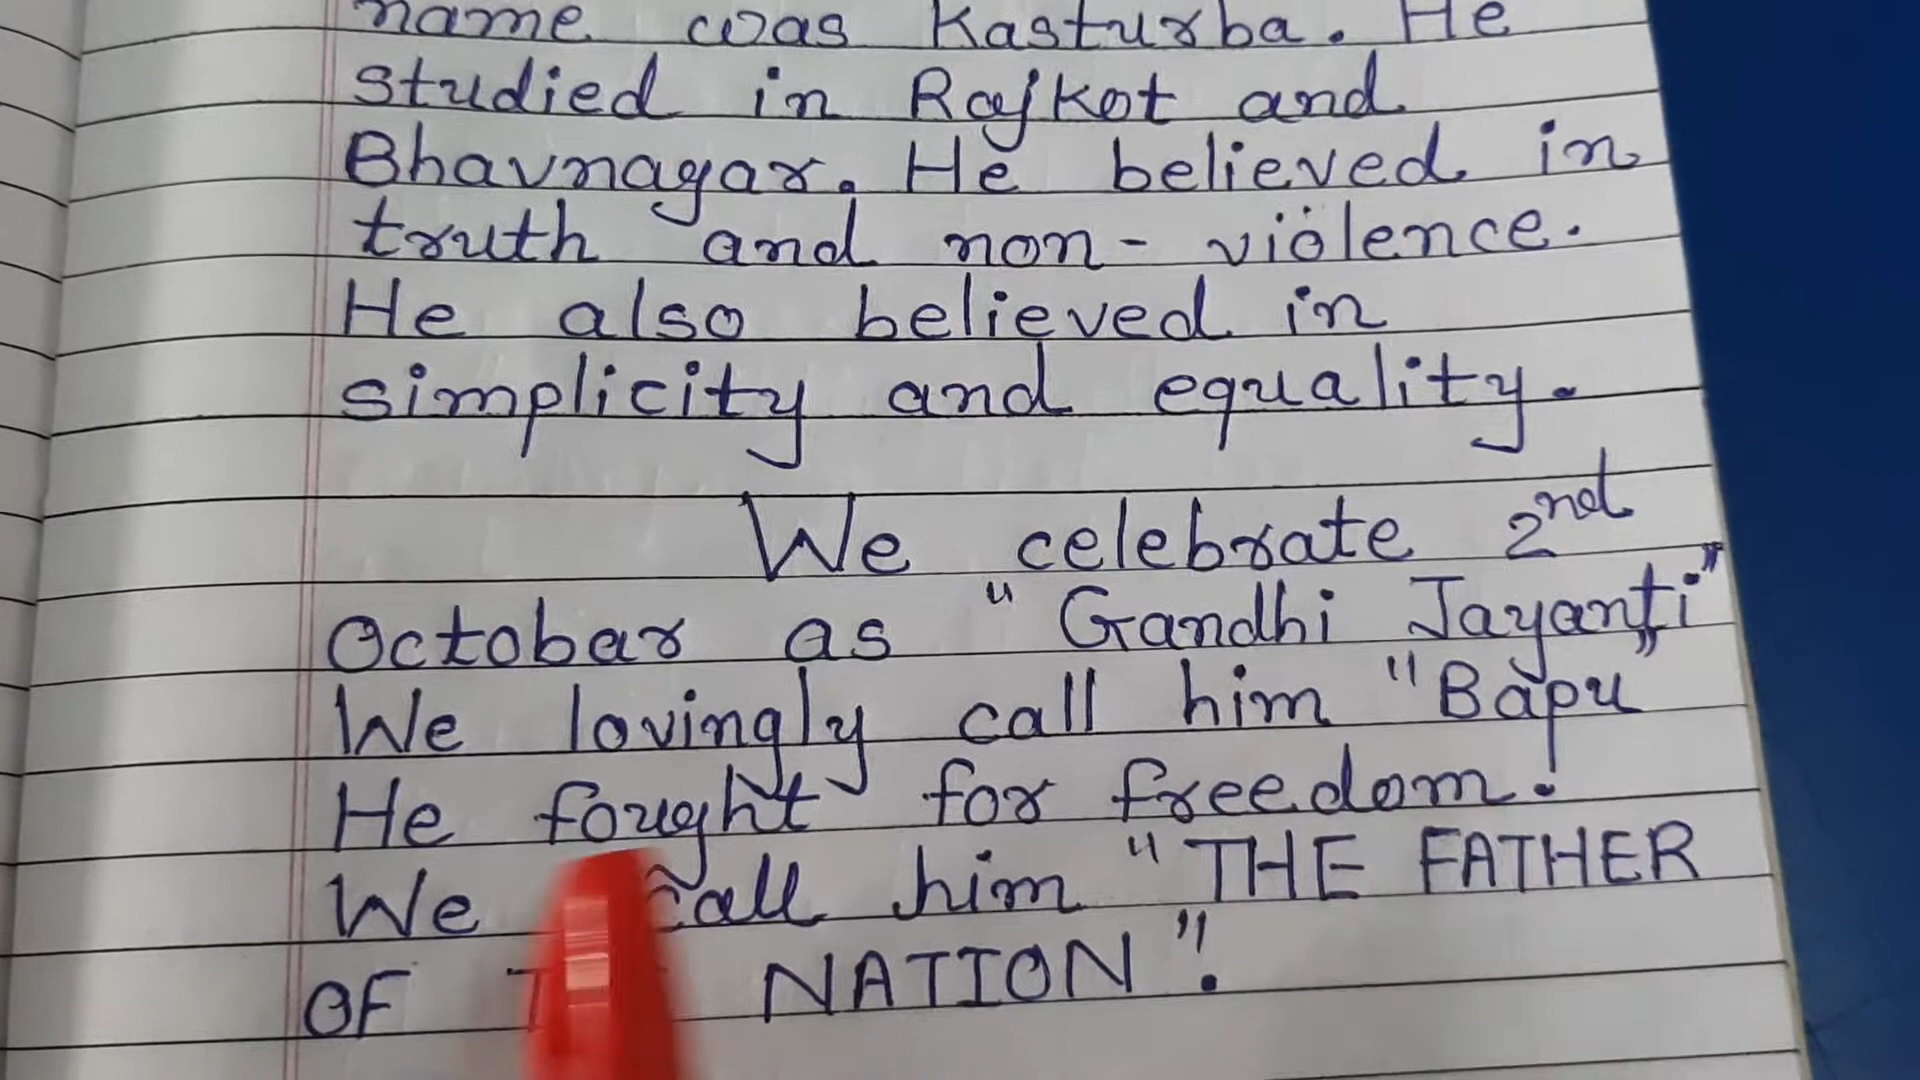 name was Kasturba. He
studied in Rajkot and
Bhavnagar. He believed in
truth and non- violence.
He also believed in
simplicity and equality.
We celebrate 2nd
Octobar as "Gandhi Jayanti"
We lovingly call him "Bapu"
He fought for freedom.
We call him "THE FATHER
OF NATION".